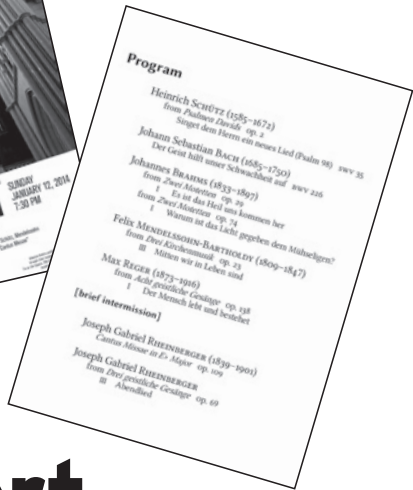 SUNDAY
JANUARY 12, 2014
7:30 PM
Program
Heinrich SCHÜTZ (1585–1672)
from Psalmen Davids op. 2
Singet dem Herrn ein neues Lied (Psalm 98) SWV 35
Johann Sebastian BACH (1685–1750)
Der Geist hilft unser Schwachheit auf BWV 226
Johannes BRAHMS (1833–1897)
from Zwei Motetten op. 29
I Es ist das Heil uns kommen her
from Zwei Motetten op. 74
I Warum ist das Licht gegeben dem Mühseligen?
Felix MENDELSSOHN-BARTHOLDY (1809–1847)
from Drei Kirchenmusik op. 23
III Mitten wir in Leben sind
Max REGER (1873–1916)
from Acht geistliche Gesänge op. 138
I Der Mensch lebt und bestehet
[brief intermission]
Joseph Gabriel RHEINBERGER (1839–1901)
Cantus Missae in E♭ Major op. 109
Joseph Gabriel RHEINBERGER
from Drei geistliche Gesänge op. 69
III Abendlied